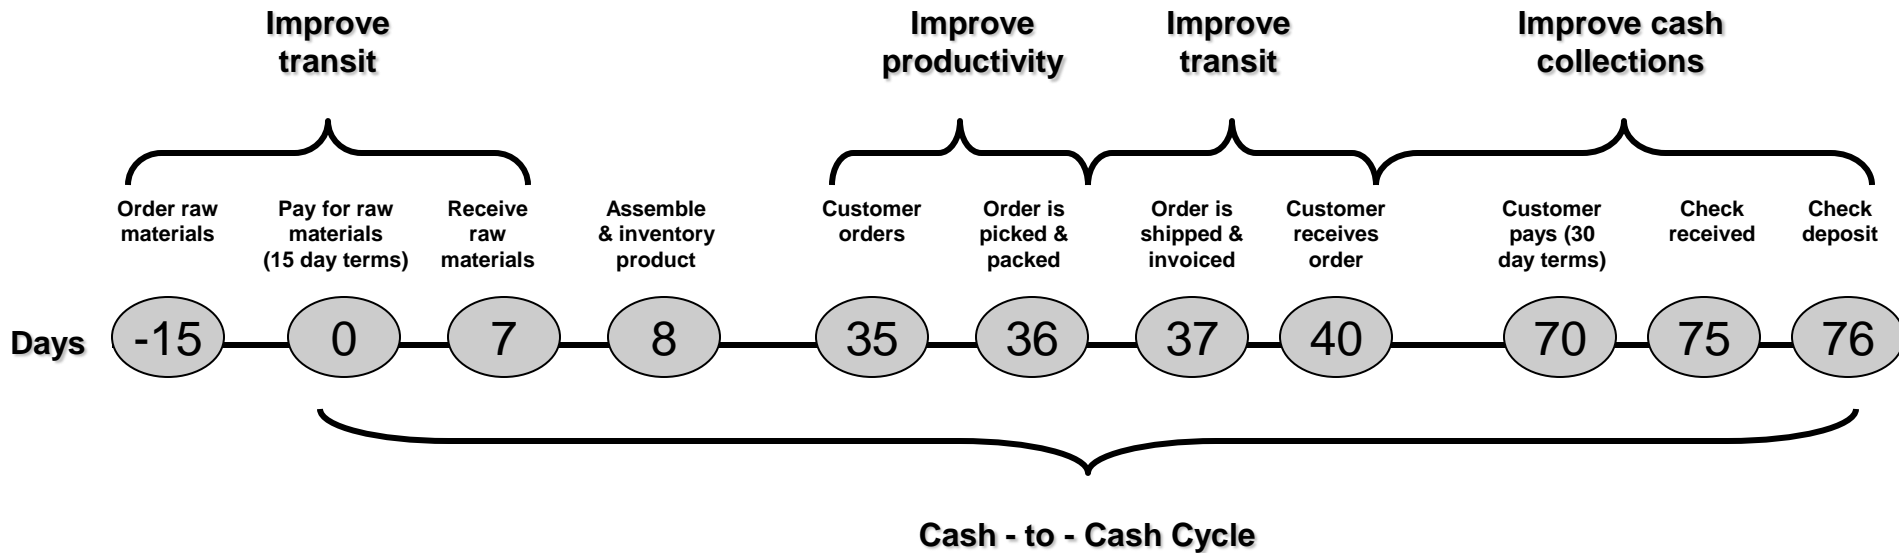 Improve
transit
Improve
productivity
Improve
transit
Improve cash
collections
Order raw
materials
Pay for raw
materials
(15 day terms)
Receive
raw
materials
Assemble
& inventory
product
Customer
orders
Order is
picked &
packed
Order is
shipped &
invoiced
Customer
receives
order
Customer
pays (30
day terms)
Check
received
Check
deposit
Days
-15
0
7
8
35
36
37
40
70
75
76
Cash - to - Cash Cycle